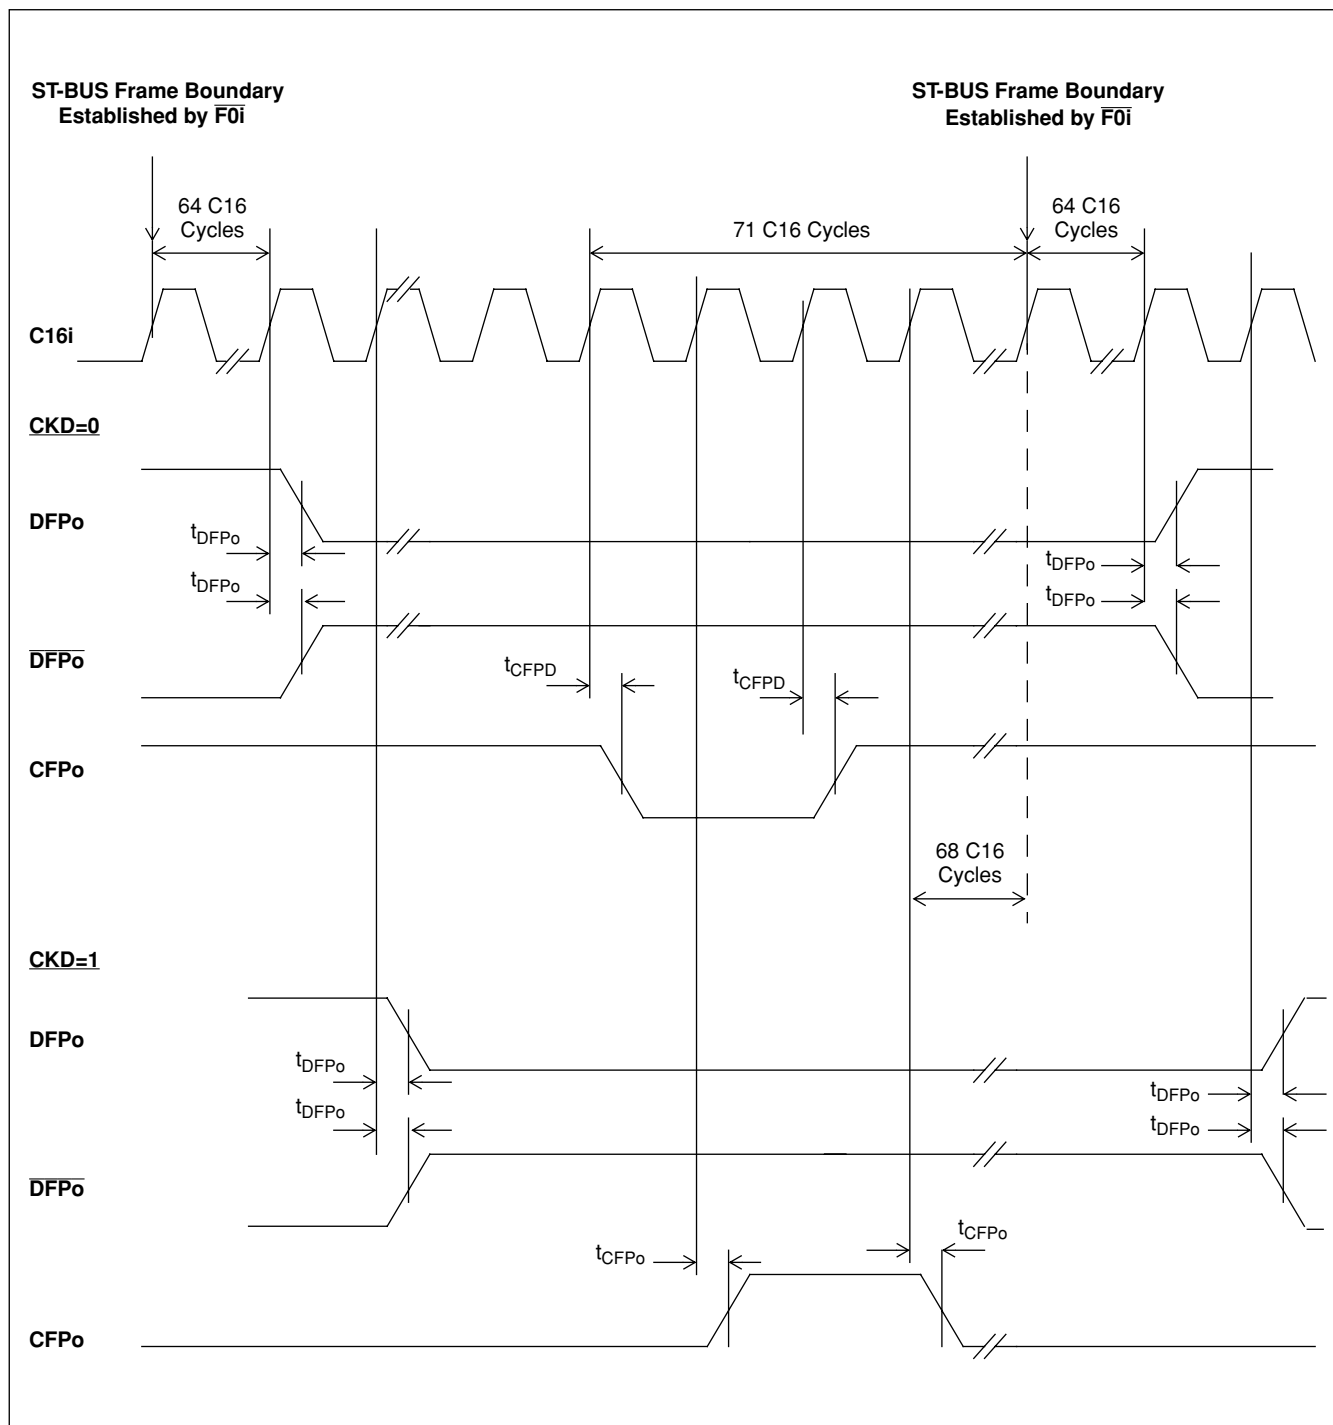 ST-BUS Frame Boundary
Established by F0i
ST-BUS Frame Boundary
Established by F0i
64 C16
Cycles
71 C16 Cycles
64 C16
Cycles
C16i
CKD=0
DFPo
tDFPo
tDFPo
tDFPo
tDFPo
DFPo
tCFPD
tCFPD
CFPo
68 C16
Cycles
CKD=1
DFPo
tDFPo
tDFPo
tDFPo
tDFPo
DFPo
tCFPo
tCFPo
CFPo